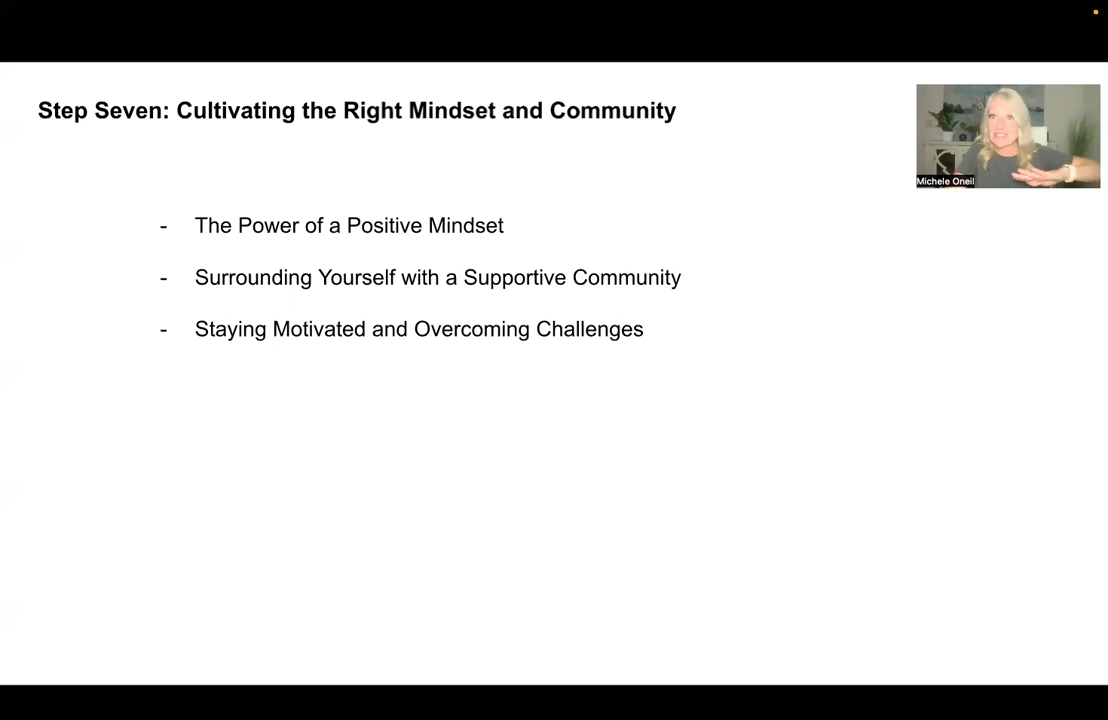 Step Seven: Cultivating the Right Mindset and Community
Michele Oneil
- The Power of a Positive Mindset
- Surrounding Yourself with a Supportive Community
- Staying Motivated and Overcoming Challenges